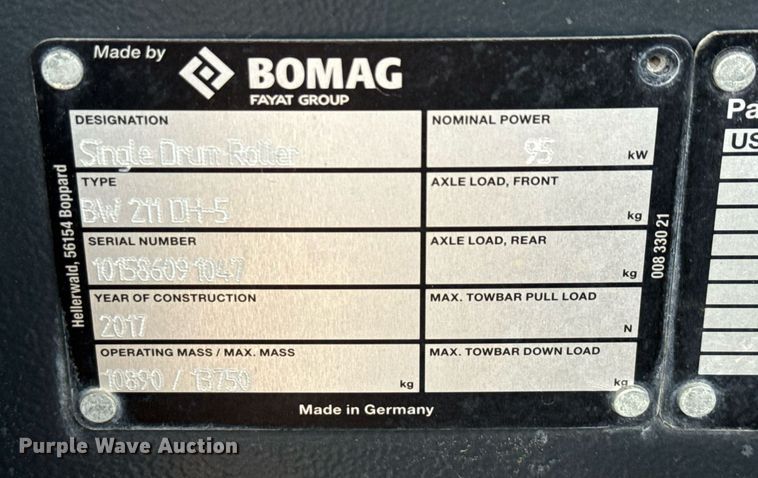 Made by
BOMAG
FAYAT GROUP
DESIGNATION
Single Drum Roller
NOMINAL POWER
95 kW
TYPE
BW 211 DH-5
AXLE LOAD, FRONT
kg
SERIAL NUMBER
101586091047
AXLE LOAD, REAR
kg
YEAR OF CONSTRUCTION
2017
MAX. TOWBAR PULL LOAD
N
OPERATING MASS / MAX. MASS
10890 / 13750 kg
MAX. TOWBAR DOWN LOAD
kg
Made in Germany
Hellerwald, 56154 Boppard
008 330 21
Pa
US
Purple Wave Auction